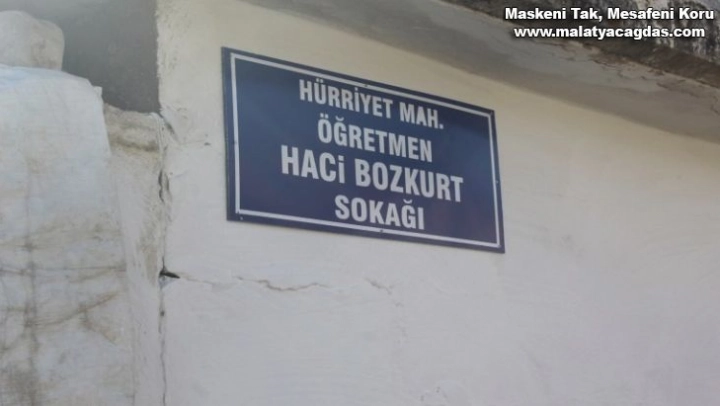 Maskeni Tak, Mesafeni Koru
www.malatyacagdas.com
HÜRRİYET MAH.
ÖĞRETMEN
HACi BOZKURT
SOKAĞI